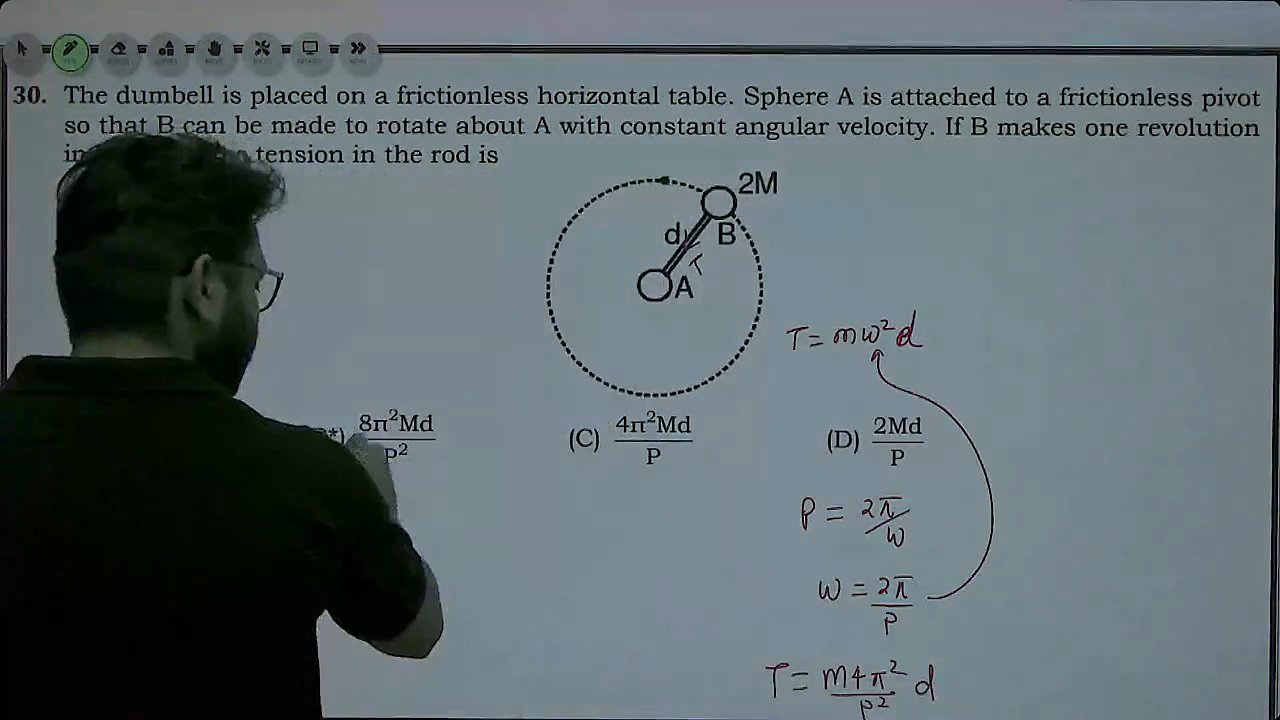 30. The dumbell is placed on a frictionless horizontal table. Sphere A is attached to a frictionless pivot
so that B can be made to rotate about A with constant angular velocity. If B makes one revolution
tension in the rod is
2M
d
B
T
A
T = mω²d
8π²Md
P²
(C) 4π²Md
P
(D) 2Md
P
P = 2π/ω
ω = 2π
P
T = m4π² d
P²